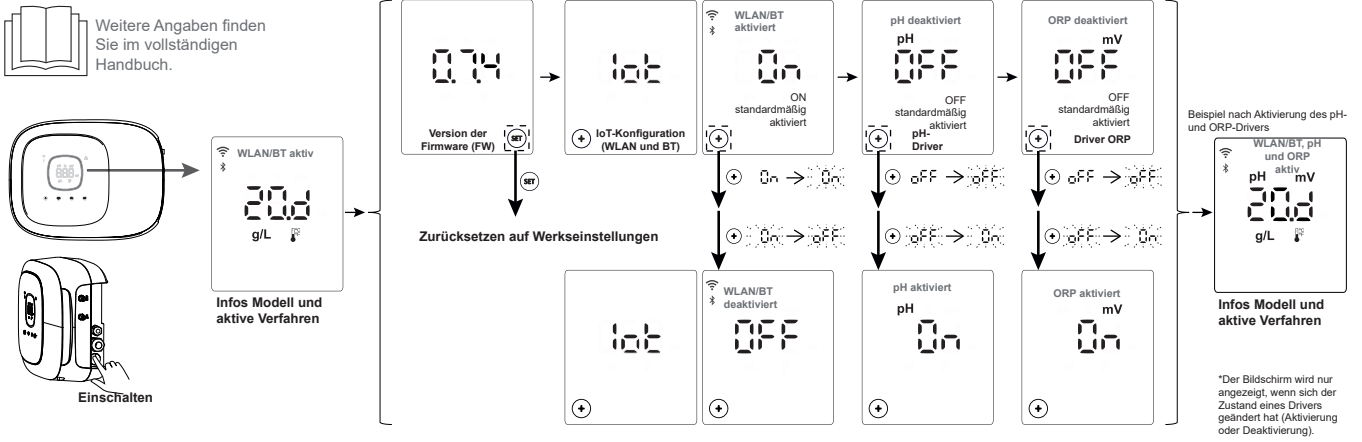 Weitere Angaben finden
Sie im vollständigen
Handbuch.
WLAN/BT aktiv
20.d
g/L
Infos Modell und
aktive Verfahren
Einschalten
0.7.4
Version der
Firmware (FW)
SET
SET
Zurücksetzen auf Werkseinstellungen
Iot
+ IoT-Konfiguration
(WLAN und BT)
WLAN/BT
aktiviert
On
ON
standardmäßig
aktiviert
+
pH deaktiviert
pH
OFF
OFF
standardmäßig
aktiviert
+ pH-
Driver
ORP deaktiviert
mV
OFF
OFF
standardmäßig
aktiviert
+ Driver ORP
+ On → On
+ oFF → oFF
+ oFF → oFF
+ On → oFF
+ oFF → On
+ oFF → On
Iot
+
WLAN/BT
deaktiviert
OFF
+
pH aktiviert
pH
On
+
ORP aktiviert
mV
On
+
Beispiel nach Aktivierung des pH-
und ORP-Drivers
WLAN/BT, pH
und ORP
aktiv
pH mV
20.d
g/L
Infos Modell und
aktive Verfahren
*Der Bildschirm wird nur
angezeigt, wenn sich der
Zustand eines Drivers
geändert hat (Aktivierung
oder Deaktivierung).